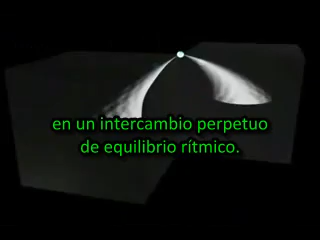 en un intercambio perpetuo
de equilibrio rítmico.